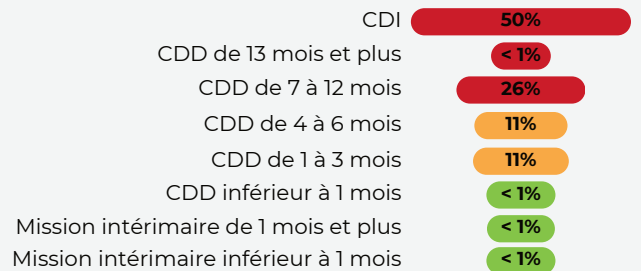 CDI 50%
CDD de 13 mois et plus < 1%
CDD de 7 à 12 mois 26%
CDD de 4 à 6 mois 11%
CDD de 1 à 3 mois 11%
CDD inférieur à 1 mois < 1%
Mission intérimaire de 1 mois et plus < 1%
Mission intérimaire inférieur à 1 mois < 1%